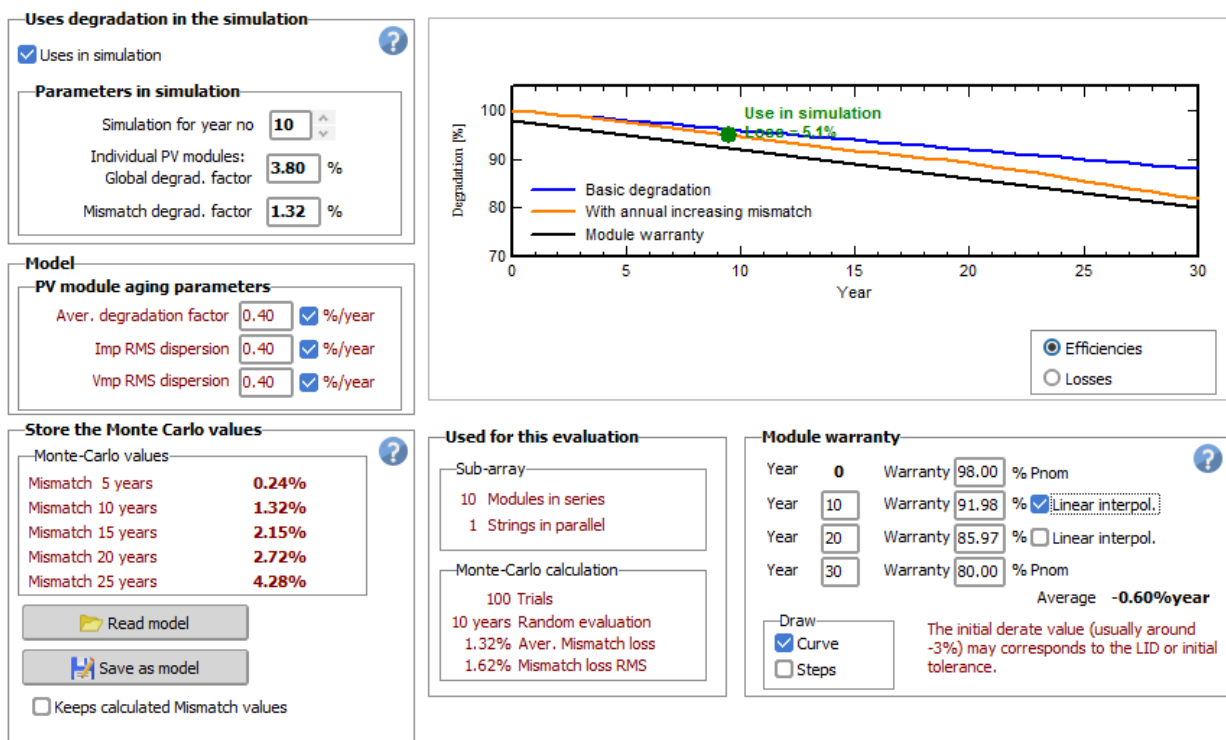 Uses degradation in the simulation
Uses in simulation
Parameters in simulation
Simulation for year no 10
Individual PV modules:
Global degrad. factor 3.80 %
Mismatch degrad. factor 1.32 %
Model
PV module aging parameters
Aver. degradation factor 0.40 %/year
Imp RMS dispersion 0.40 %/year
Vmp RMS dispersion 0.40 %/year
Store the Monte Carlo values
Monte-Carlo values
Mismatch 5 years 0.24%
Mismatch 10 years 1.32%
Mismatch 15 years 2.15%
Mismatch 20 years 2.72%
Mismatch 25 years 4.28%
Read model
Save as model
Keeps calculated Mismatch values
Degradation [%]
100
90
80
70
Use in simulation
Loss = 5.1%
Basic degradation
With annual increasing mismatch
Module warranty
0 5 10 15 20 25 30
Year
Efficiencies
Losses
Used for this evaluation
Sub-array
10 Modules in series
1 Strings in parallel
Monte-Carlo calculation
100 Trials
10 years Random evaluation
1.32% Aver. Mismatch loss
1.62% Mismatch loss RMS
Module warranty
Year 0 Warranty 98.00 % Pnom
Year 10 Warranty 91.98 % Linear interpol.
Year 20 Warranty 85.97 % Linear interpol.
Year 30 Warranty 80.00 % Pnom
Average -0.60%year
Draw
Curve
Steps
The initial derate value (usually around
-3%) may corresponds to the LID or initial
tolerance.